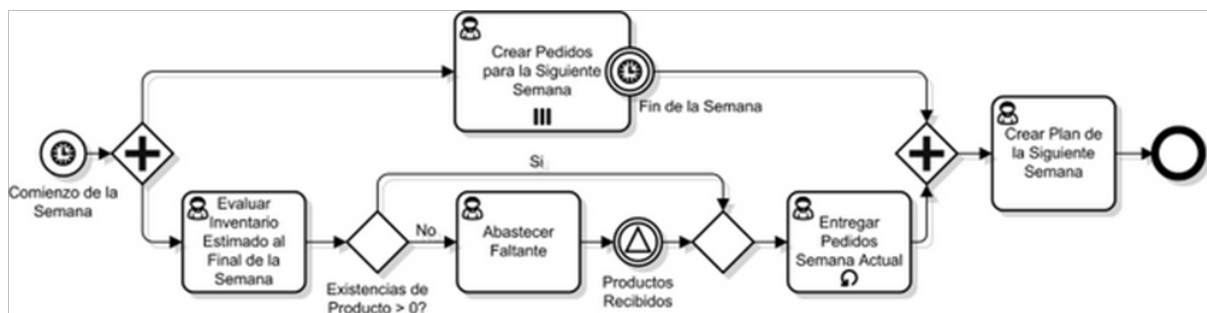 Crear Pedidos
para la Siguiente
Semana
Fin de la Semana
Comienzo de la
Semana
Evaluar
Inventario
Estimado al
Final de la
Semana
Existencias de
Producto > 0?
Si
No
Abastecer
Faltante
Productos
Recibidos
Entregar
Pedidos
Semana Actual
Crear Plan de
la Siguiente
Semana